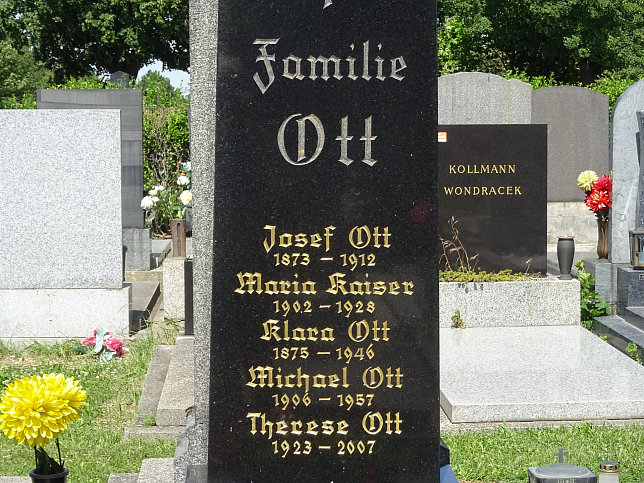 Familie
Ott
Josef Ott
1873 – 1912
Maria Kaiser
1902 – 1928
Klara Ott
1875 – 1946
Michael Ott
1906 – 1957
Therese Ott
1923 – 2007
KOLLMANN
WONDRACEK